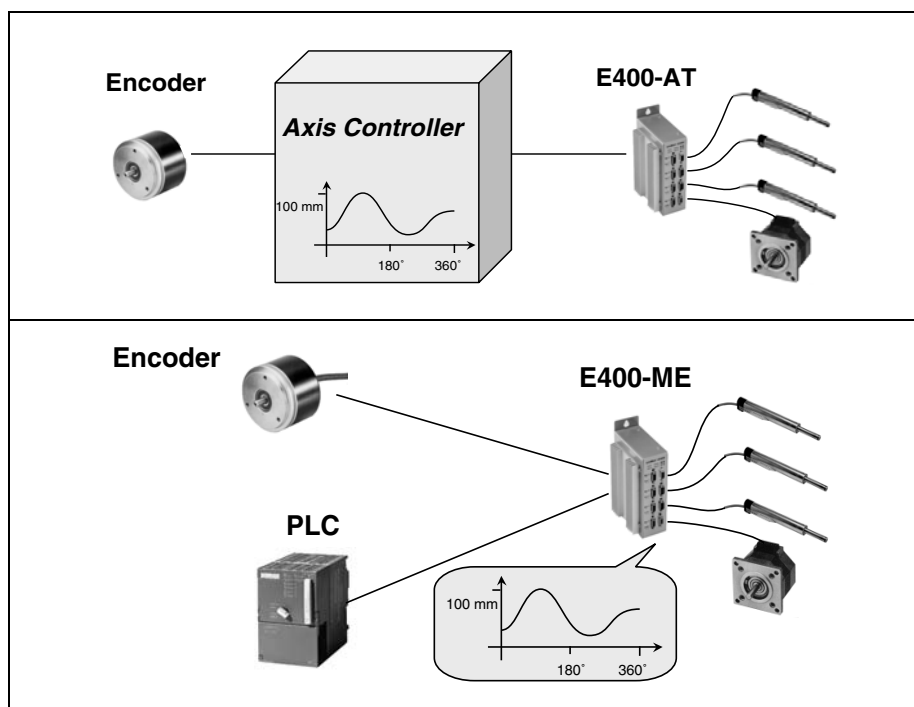 Encoder
E400-AT
Axis Controller
100 mm
180°
360°
Encoder
E400-ME
PLC
100 mm
180°
360°